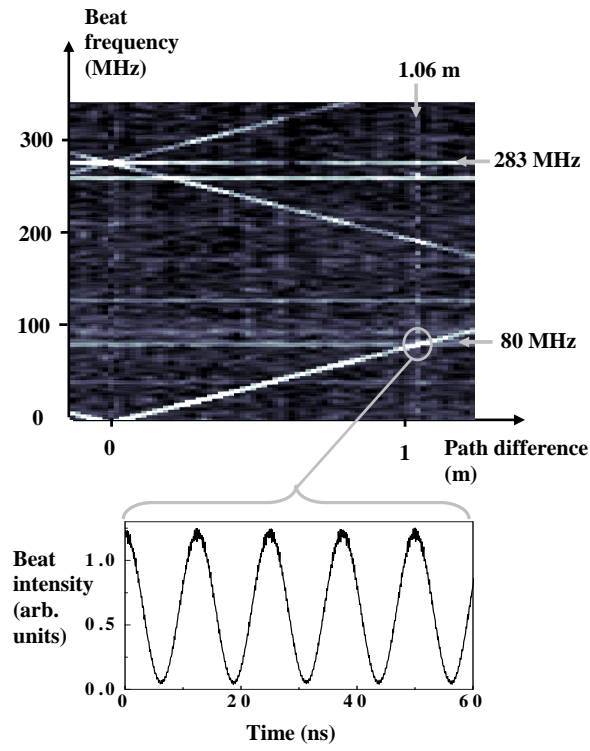 Beat
frequency
(MHz)
1.06 m
300
283 MHz
200
100
80 MHz
0
0
1
Path difference
(m)
Beat
intensity
(arb.
units)
1.0
0.5
0.0
0
20
40
60
Time (ns)